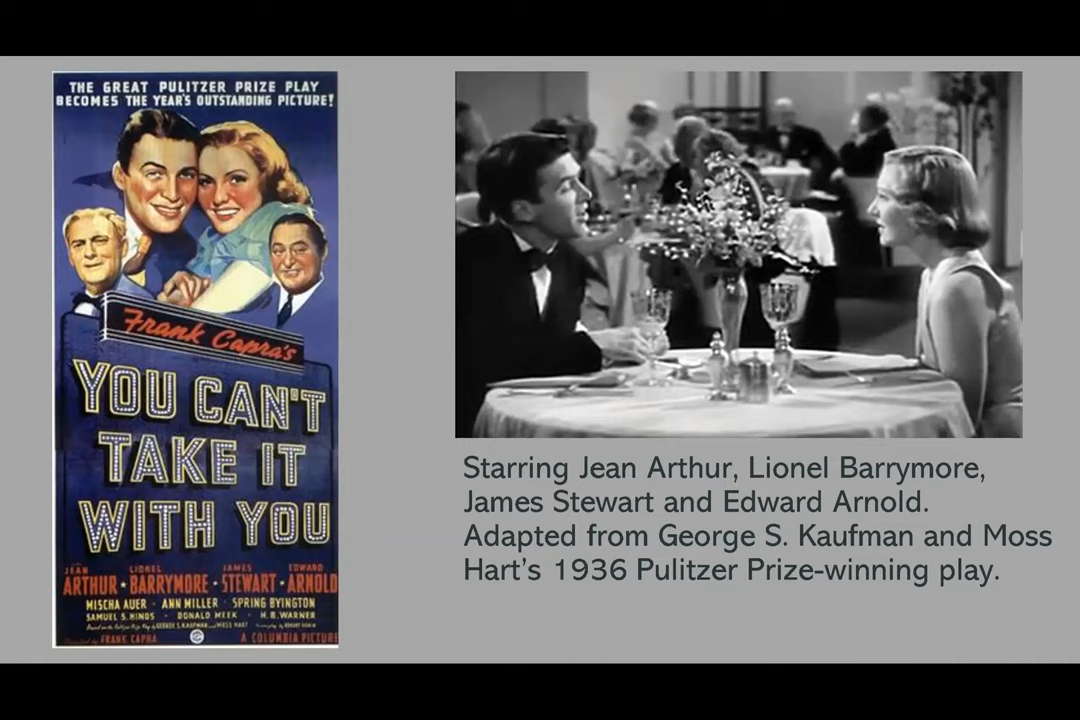 THE GREAT PULITZER PRIZE PLAY
BECOMES THE YEAR'S OUTSTANDING PICTURE!
Frank Capra's
YOU CAN'T
TAKE IT
WITH YOU
JEAN LIONEL JAMES EDWARD
ARTHUR ★ BARRYMORE ★ STEWART ★ ARNOLD
MISCHA AUER • ANN MILLER • SPRING BYINGTON
SAMUEL S. HINDS • DONALD MEEK • H. B. WARNER
Directed by FRANK CAPRA A COLUMBIA PICTURE
Starring Jean Arthur, Lionel Barrymore,
James Stewart and Edward Arnold.
Adapted from George S. Kaufman and Moss
Hart's 1936 Pulitzer Prize-winning play.